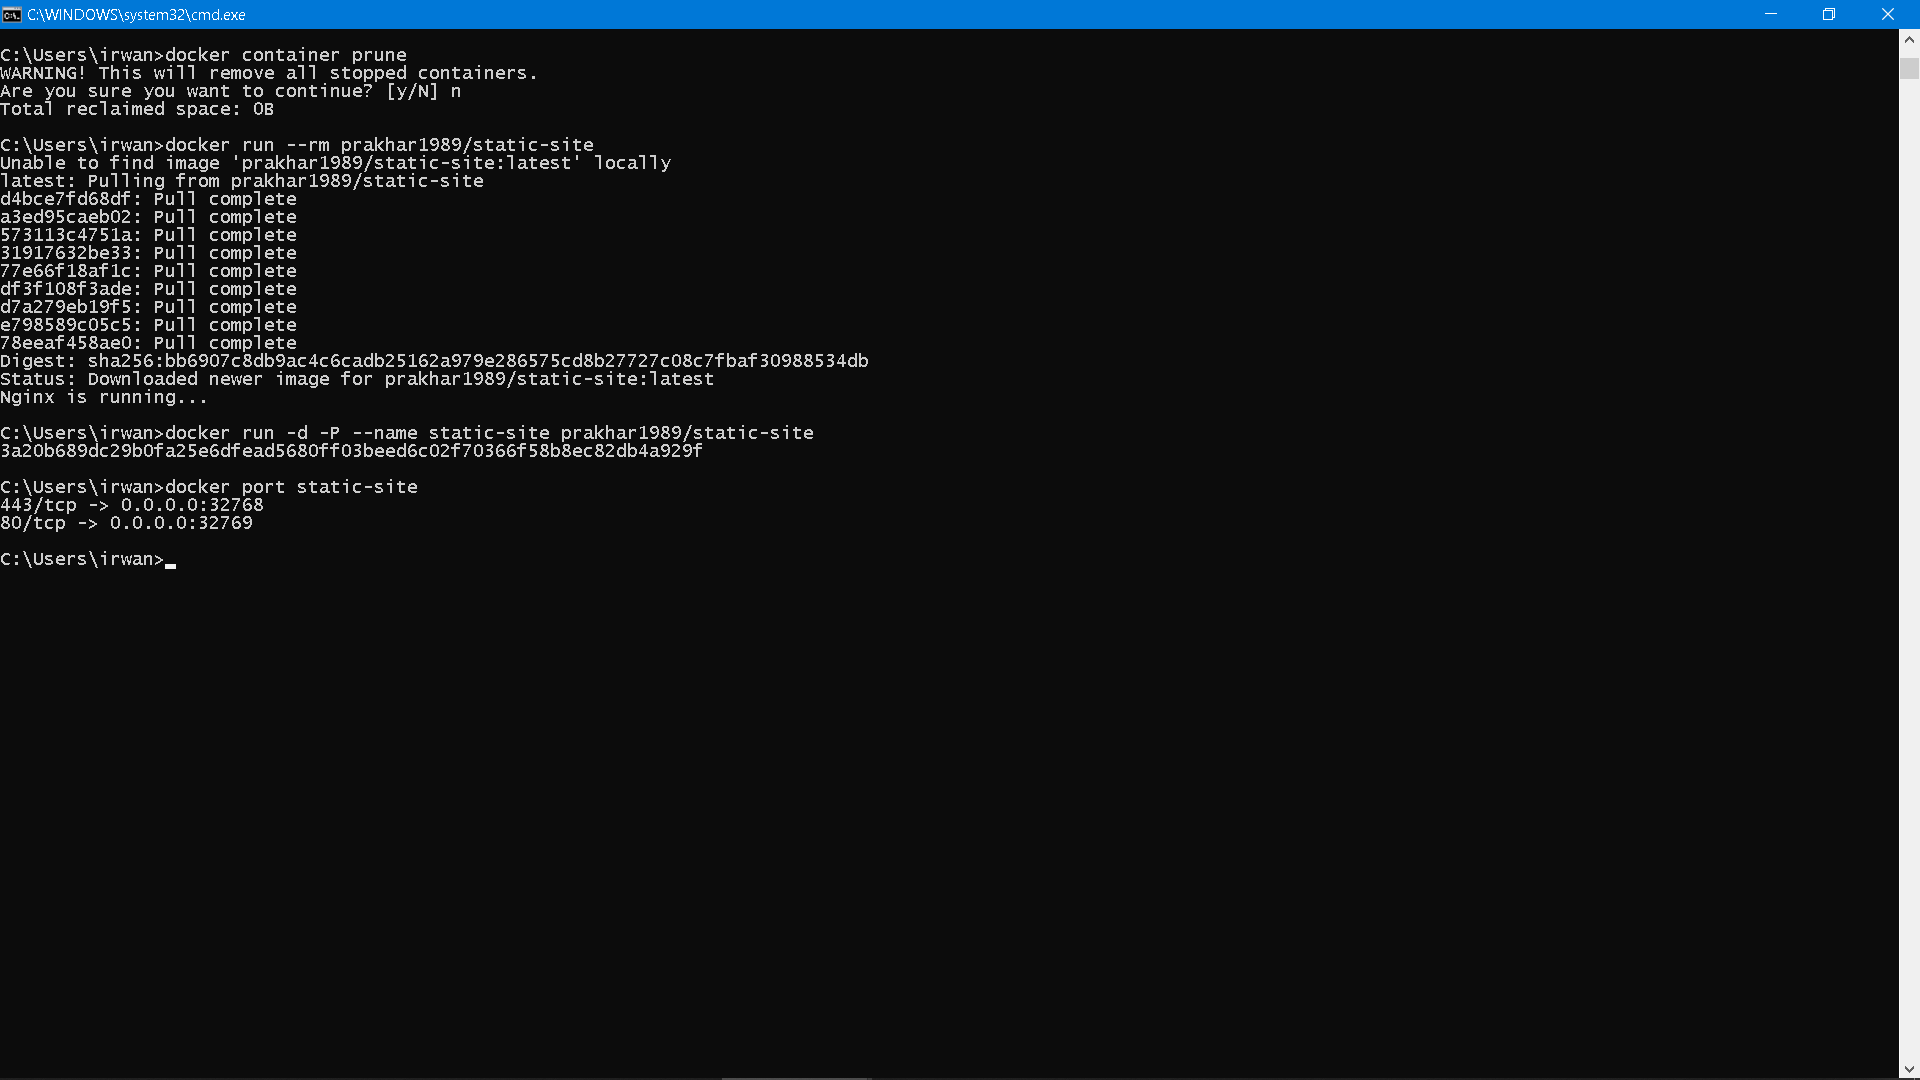 C:\WINDOWS\system32\cmd.exe
C:\Users\irwan>docker container prune
WARNING! This will remove all stopped containers.
Are you sure you want to continue? [y/N] n
Total reclaimed space: 0B
C:\Users\irwan>docker run --rm prakhar1989/static-site
Unable to find image 'prakhar1989/static-site:latest' locally
latest: Pulling from prakhar1989/static-site
d4bce7fd68df: Pull complete
a3ed95caeb02: Pull complete
573113c4751a: Pull complete
31917632be33: Pull complete
77e66f18af1c: Pull complete
df3f108f3ade: Pull complete
d7a279eb19f5: Pull complete
e798589c05c5: Pull complete
78eeaf458ae0: Pull complete
Digest: sha256:bb6907c8db9ac4c6cadb25162a979e286575cd8b27727c08c7fbaf30988534db
Status: Downloaded newer image for prakhar1989/static-site:latest
Nginx is running...
C:\Users\irwan>docker run -d -P --name static-site prakhar1989/static-site
3a20b689dc29b0fa25e6dfead5680ff03beed6c02f70366f58b8ec82db4a929f
C:\Users\irwan>docker port static-site
443/tcp -> 0.0.0.0:32768
80/tcp -> 0.0.0.0:32769
C:\Users\irwan>